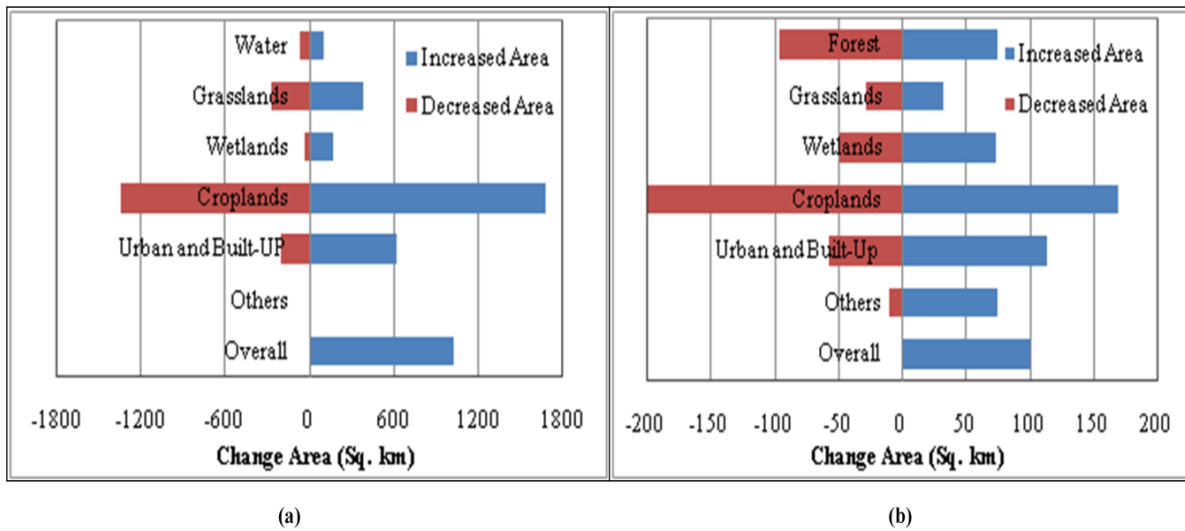 Water
Increased Area
Grasslands
Decreased Area
Wetlands
Croplands
Urban and Built-UP
Others
Overall
-1800 -1200 -600 0 600 1200 1800
Change Area (Sq. km)
(a)
Forest
Increased Area
Grasslands
Decreased Area
Wetlands
Croplands
Urban and Built-Up
Others
Overall
-200 -150 -100 -50 0 50 100 150 200
Change Area (Sq. km)
(b)